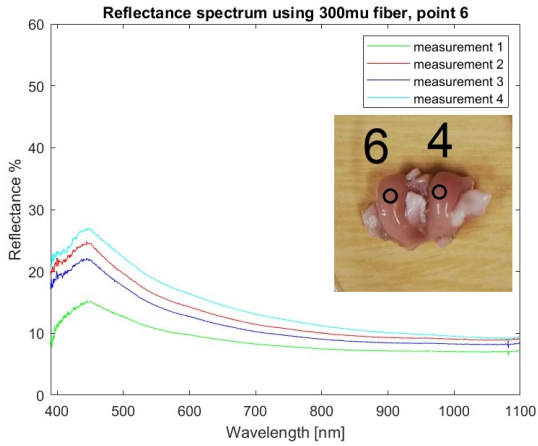 Reflectance spectrum using 300mu fiber, point 6
60
50
40
30
20
10
0
Reflectance %
measurement 1
measurement 2
measurement 3
measurement 4
6 4
400 500 600 700 800 900 1000 1100
Wavelength [nm]